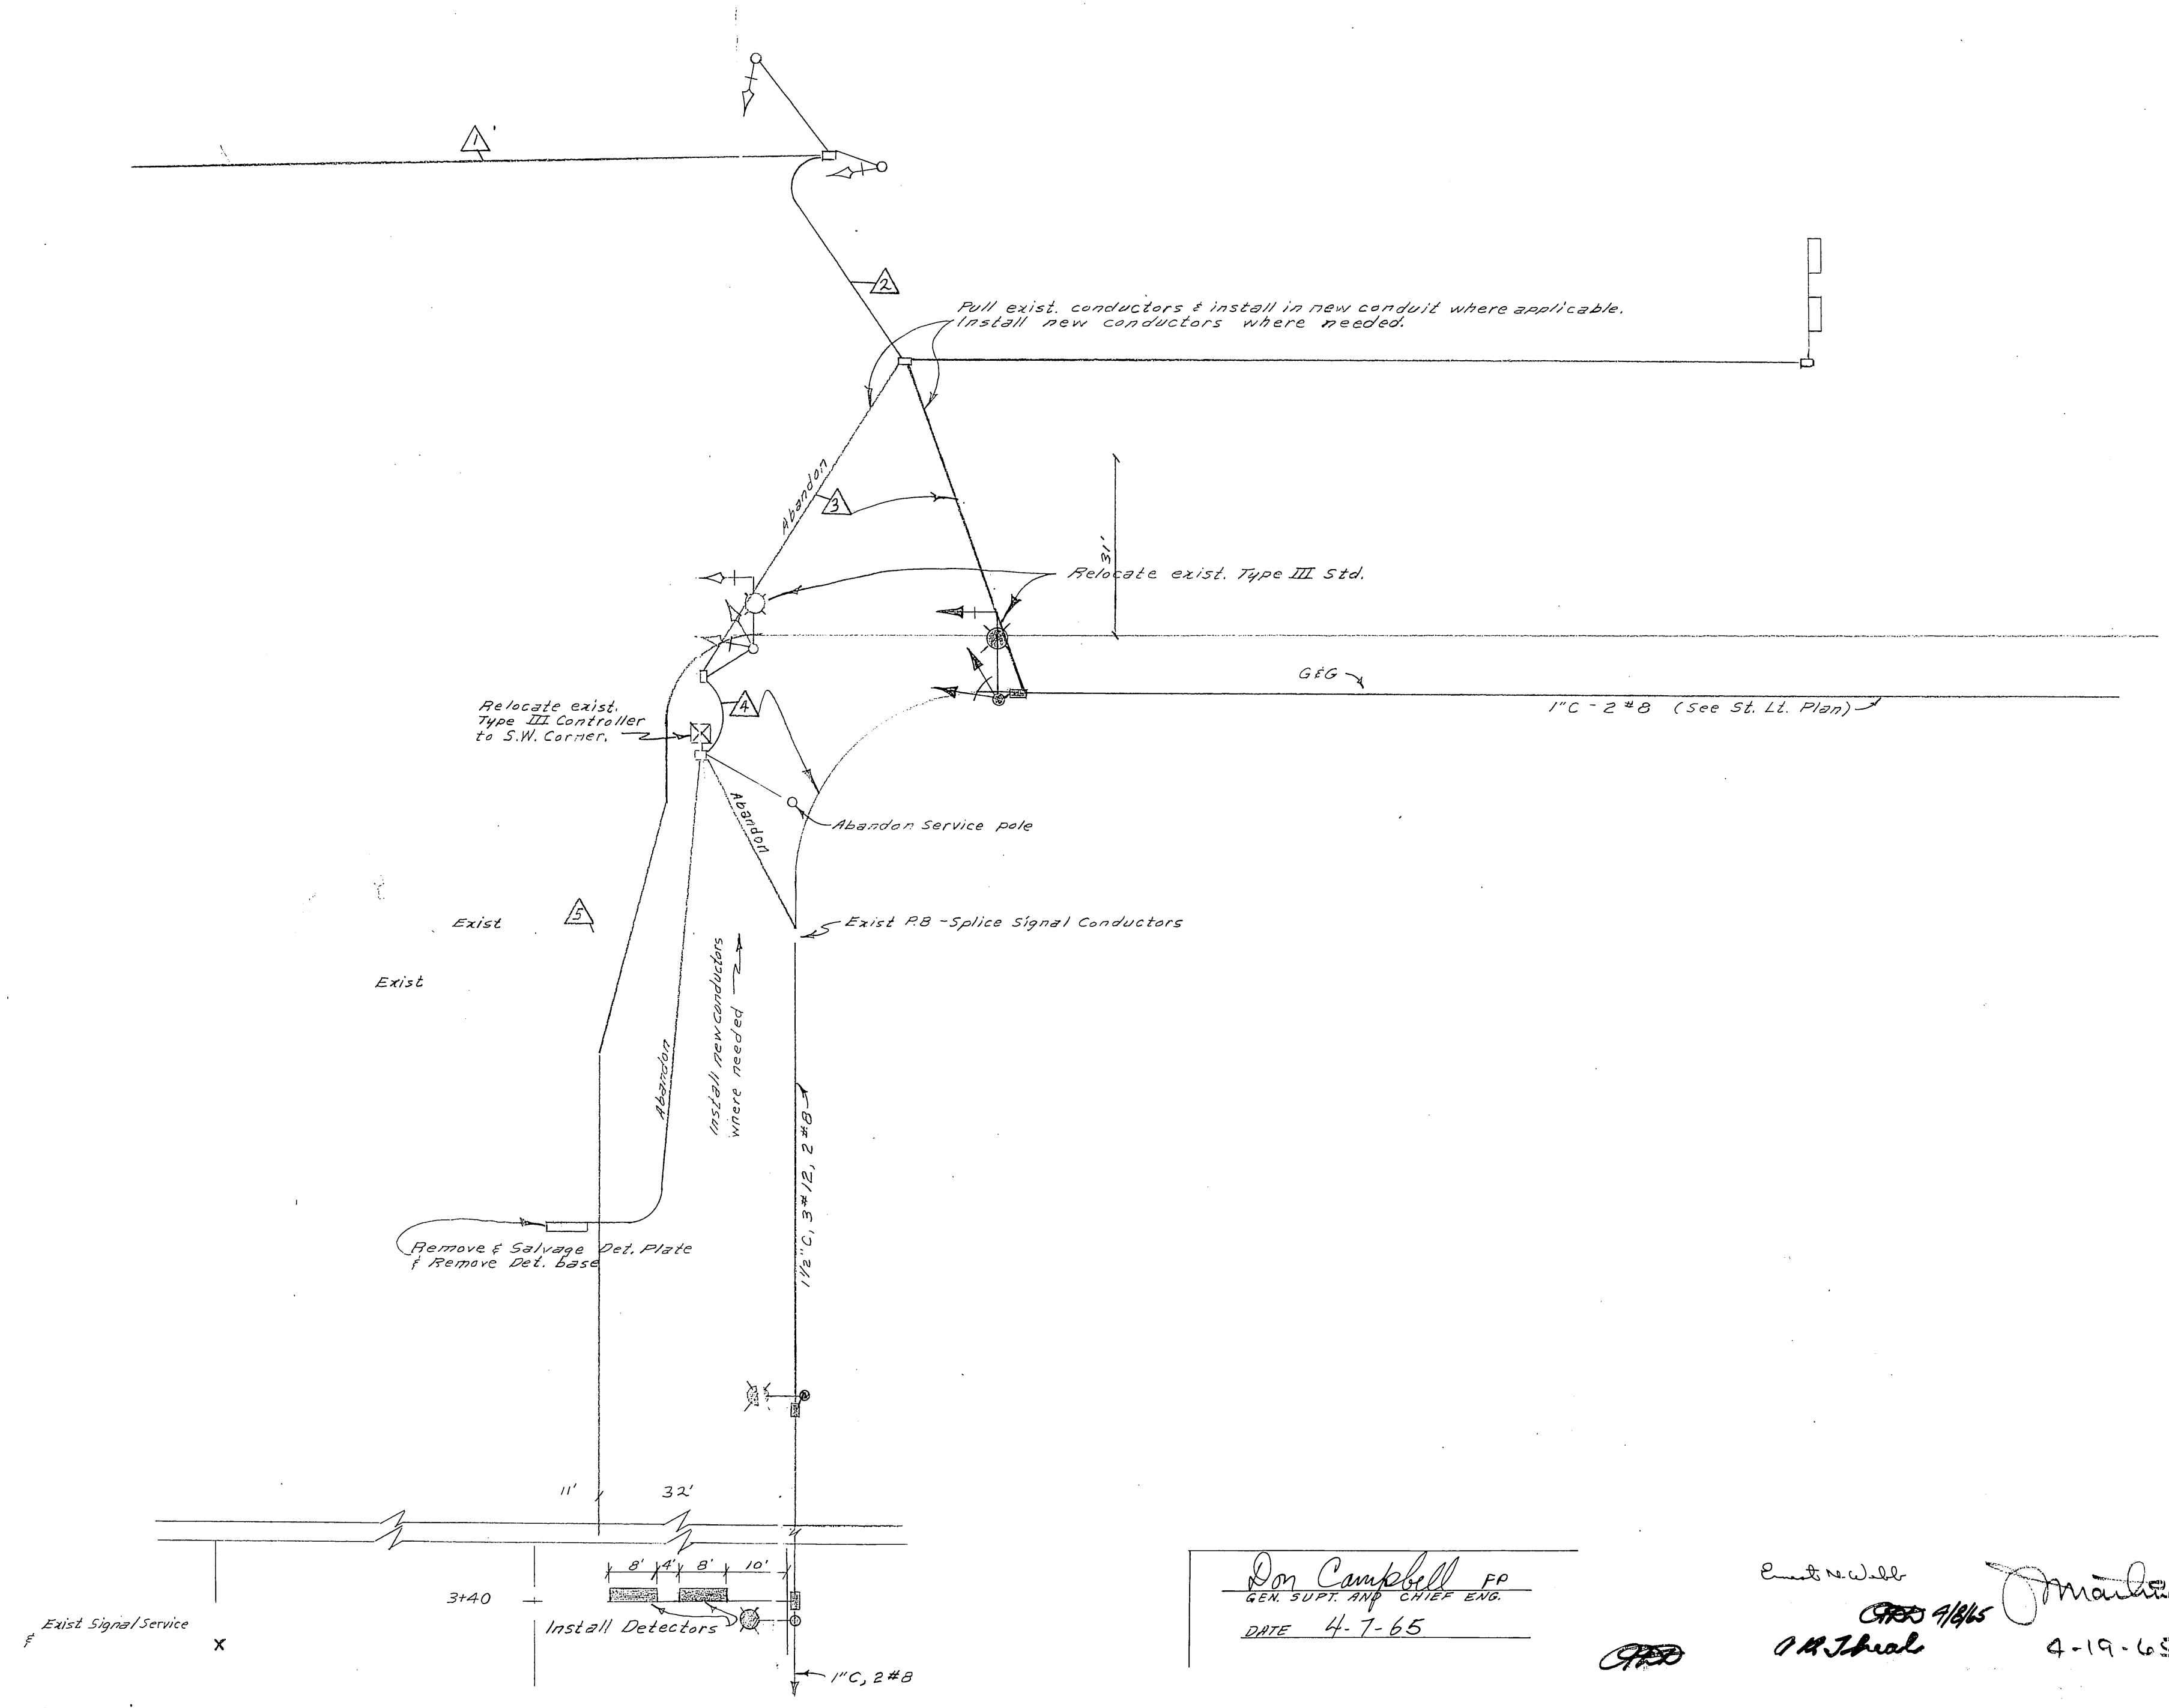 1
2
Pull exist. conductors & install in new conduit where applicable.
Install new conductors where needed.
Abandon
3
31'
Relocate exist. Type III Std.
G&G
1"C - 2 #8 (See St. Lt. Plan)
Relocate exist.
Type III Controller
to S.W. Corner.
4
Abandon
Abandon Service pole
5
Exist
Exist P.B - Splice Signal Conductors
Exist
Install new conductors
where needed
Abandon
1½"C, 3#12, 2#8
Remove & Salvage Det. Plate
& Remove Det. base
11'
32'
8' 4' 8' 10'
3+40
Install Detectors
Exist Signal Service
&
X
1"C, 2#8
Don Campbell FP
GEN. SUPT. AND CHIEF ENG.
DATE 4-7-65
Ernest N. Webb
4/8/65
4-19-65